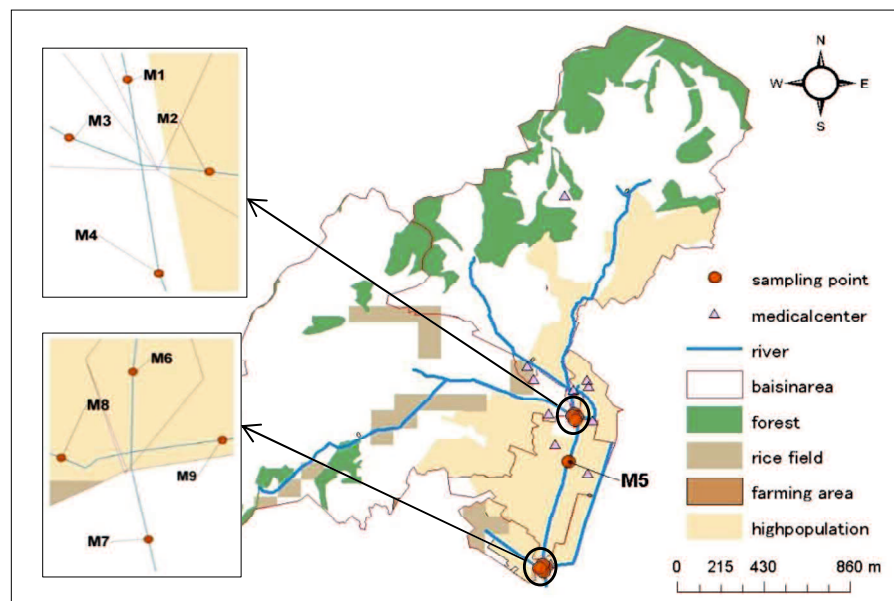 M1
M2
M3
M4
M6
M8
M9
M7
N
W E
S
sampling point
medicalcenter
river
baisinarea
forest
rice field
farming area
highpopulation
M5
0 215 430 860 m